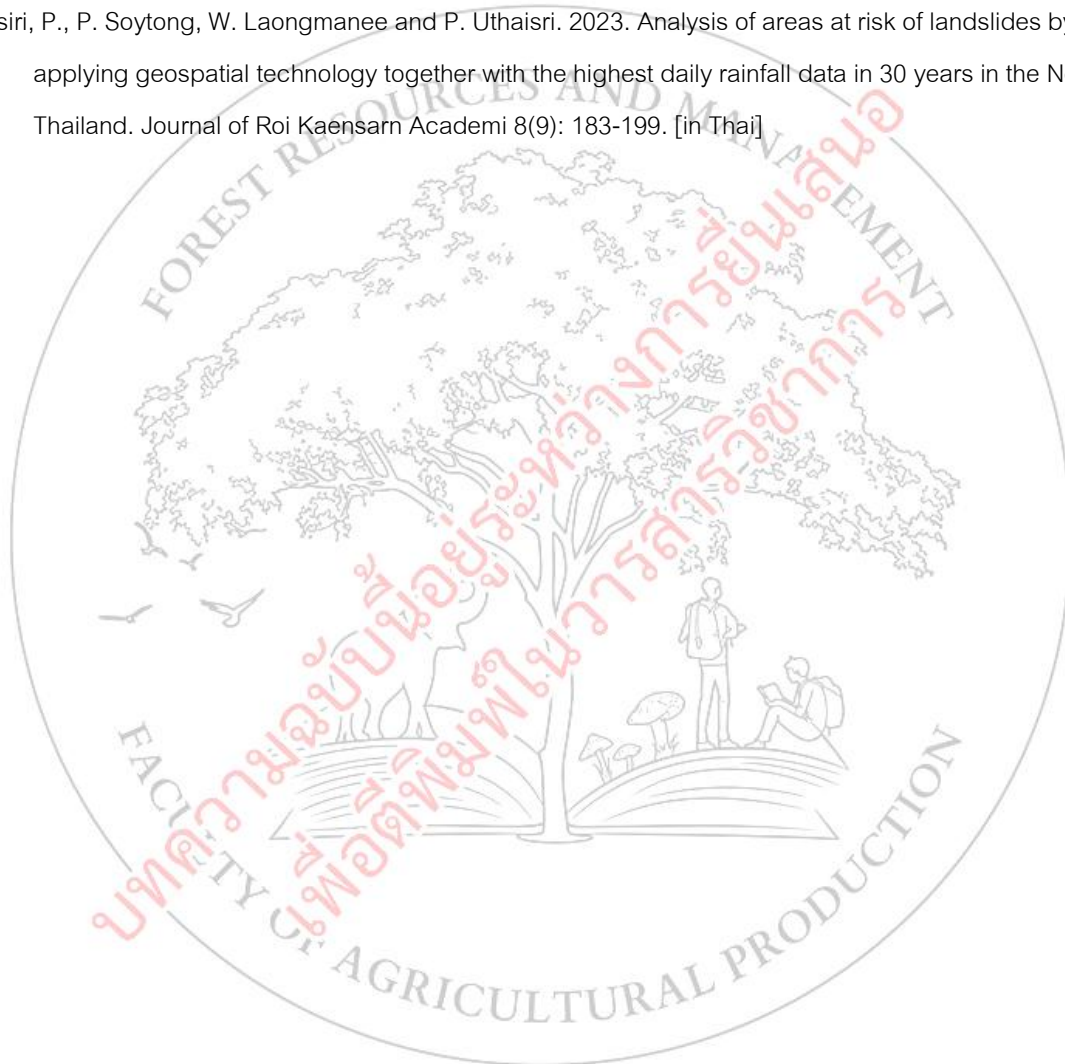 siri, P., P. Soytong, W. Laongmanee and P. Uthaisri. 2023. Analysis of areas at risk of landslides by
applying geospatial technology together with the highest daily rainfall data in 30 years in the N
Thailand. Journal of Roi Kaensarn Academi 8(9): 183-199. [in Thai]
FOREST RESOURCES AND MANAGEMENT
บทความฉบับนี้อยู่ระหว่างการยื่นเสนอ
เพื่อตีพิมพ์ในวารสารวิชาการ
FACULTY OF AGRICULTURAL PRODUCTION